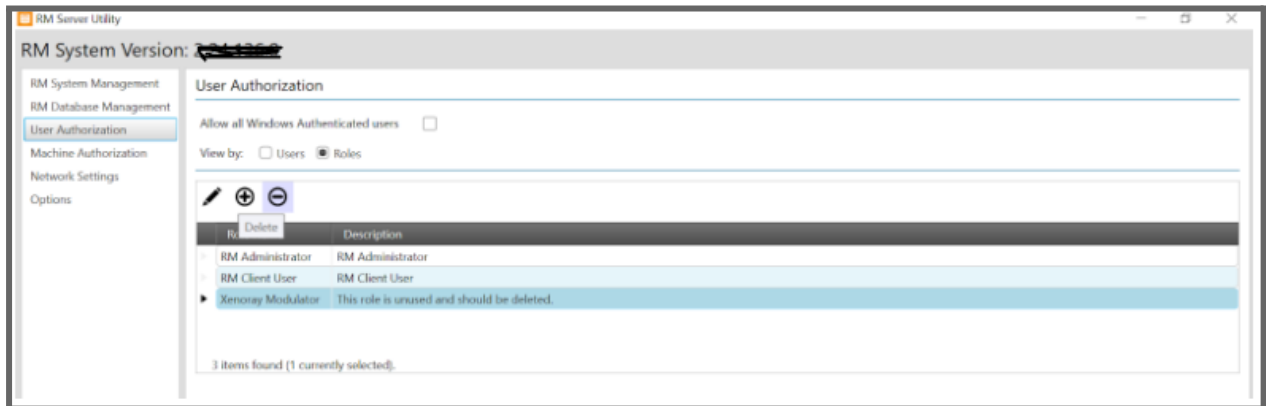 RM Server Utility
RM System Version:
RM System Management
RM Database Management
User Authorization
Machine Authorization
Network Settings
Options
User Authorization
Allow all Windows Authenticated users
View by: Users Roles
Delete
Description
RM Administrator RM Administrator
RM Client User RM Client User
Xenoray Modulator This role is unused and should be deleted.
3 items found (1 currently selected).